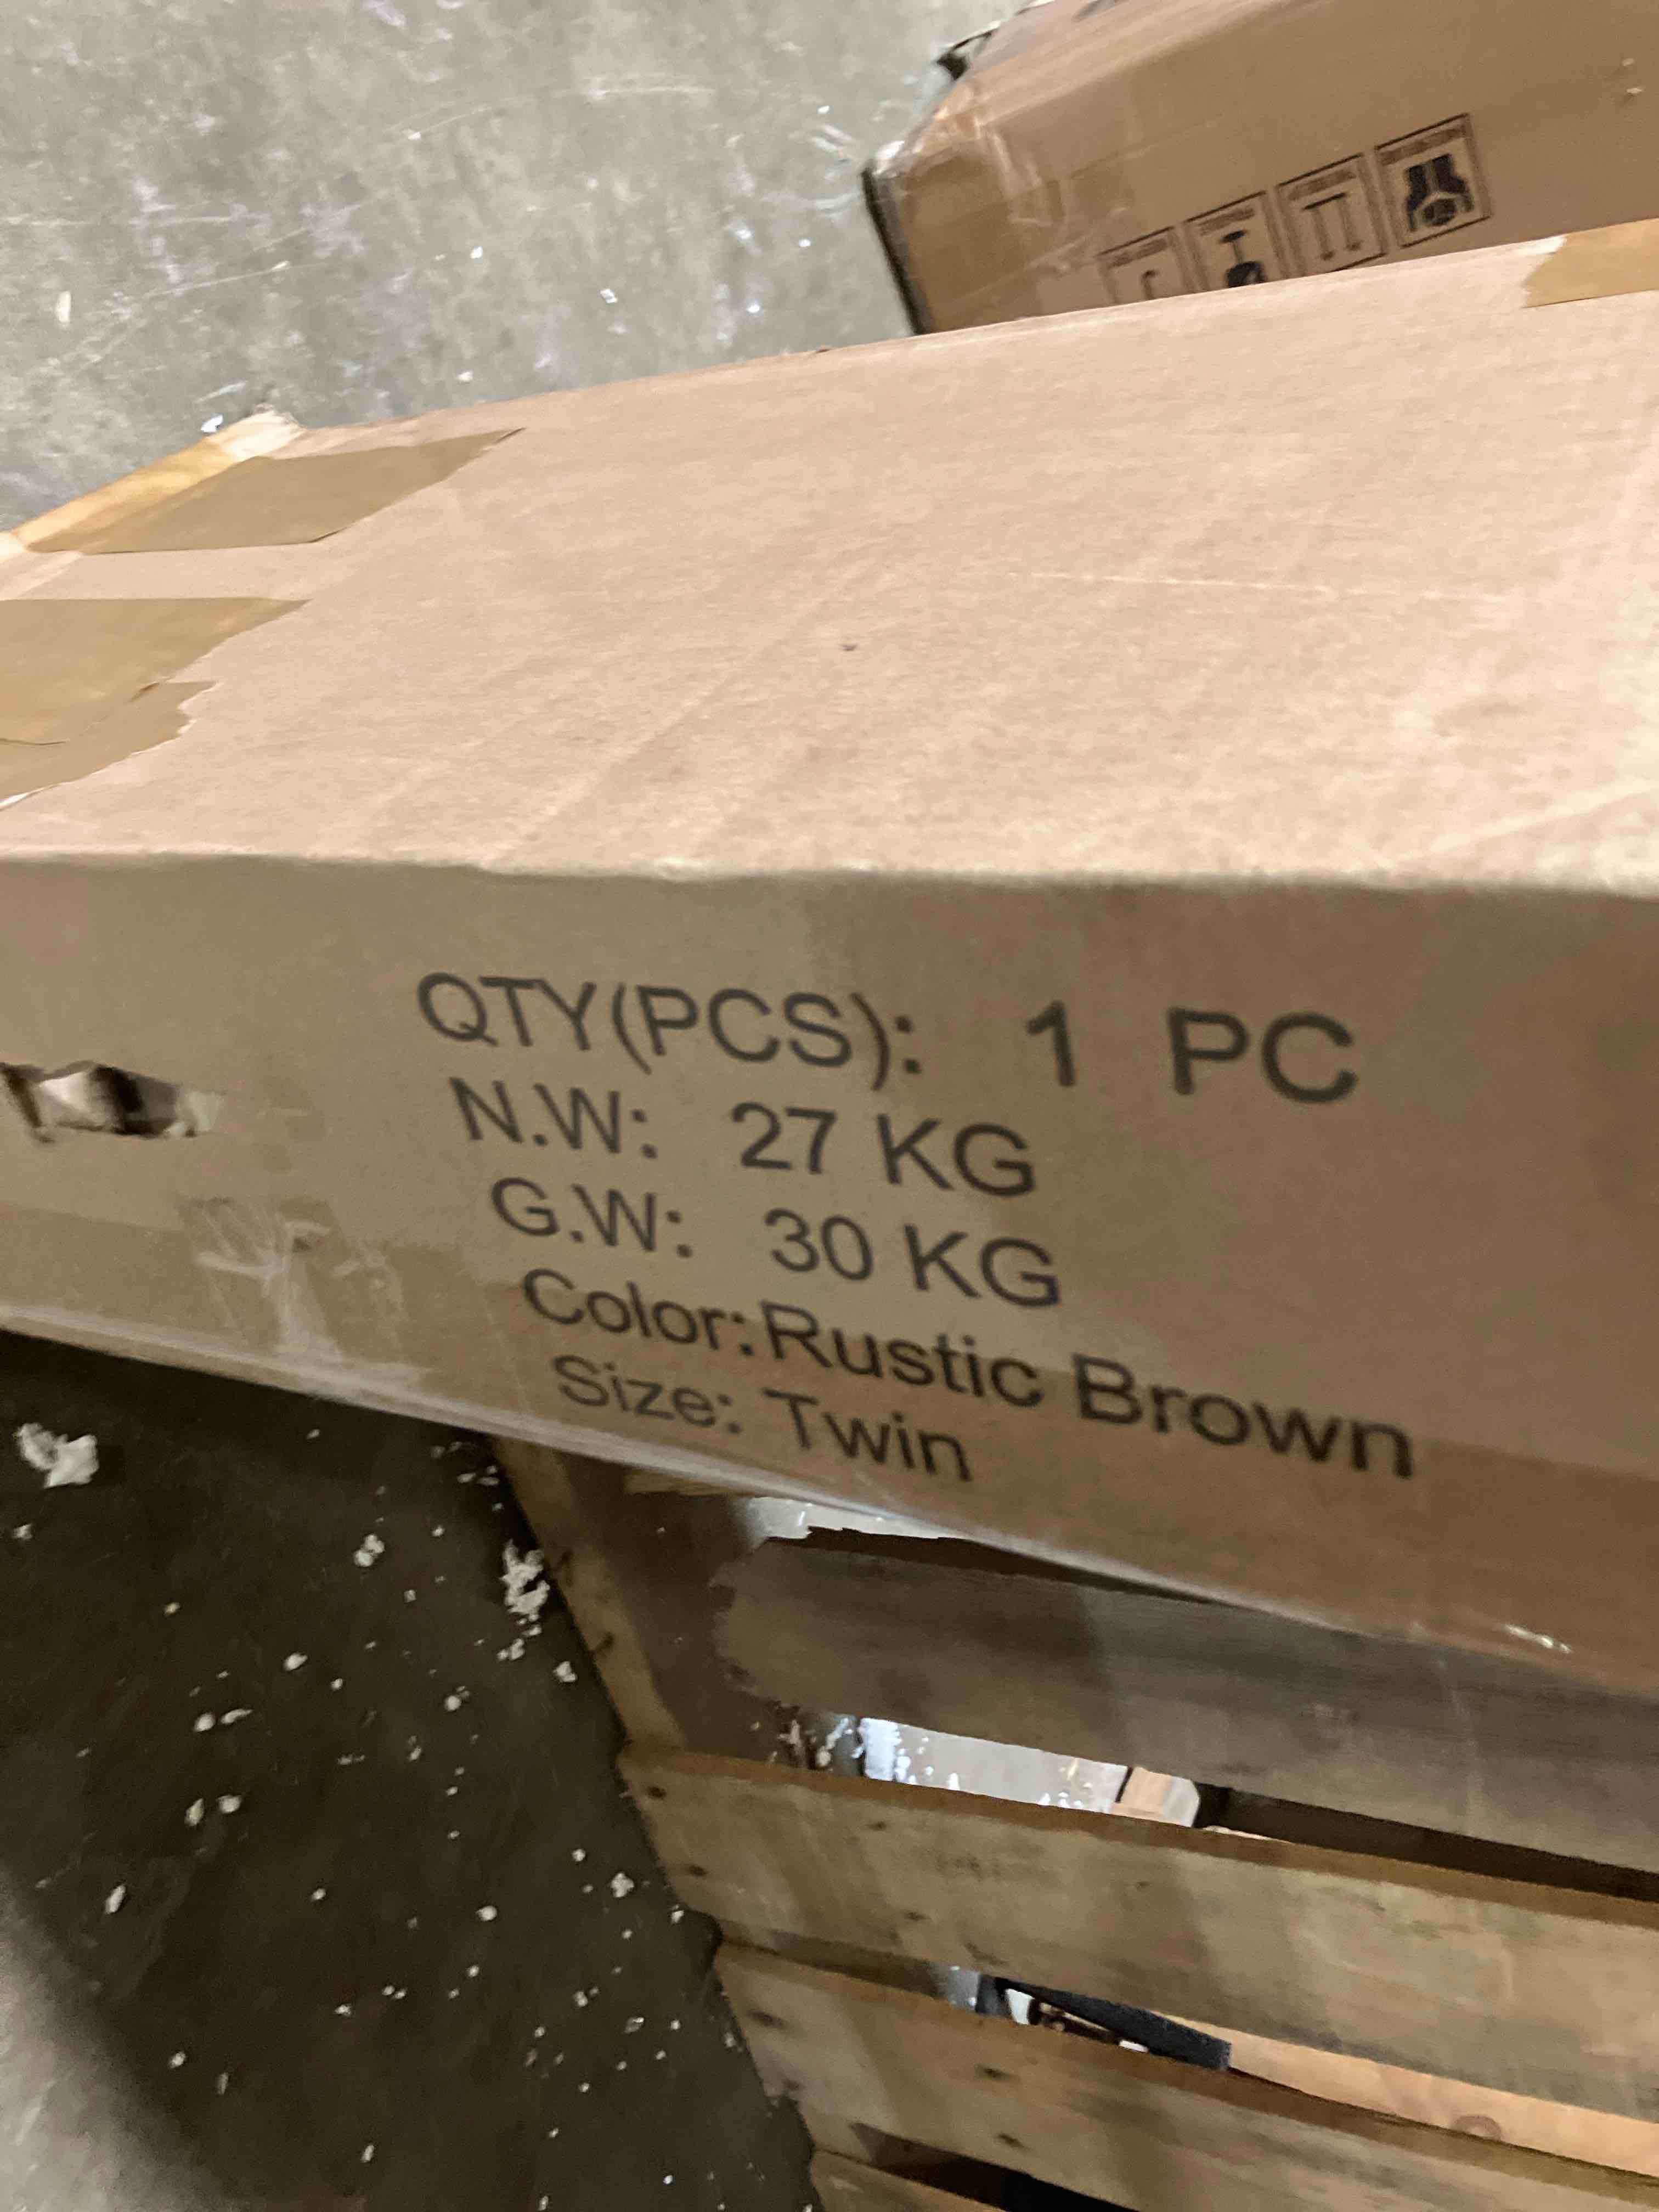 QTY(PCS): 1 PC
N.W: 27 KG
G.W: 30 KG
Color:Rustic Brown
Size: Twin